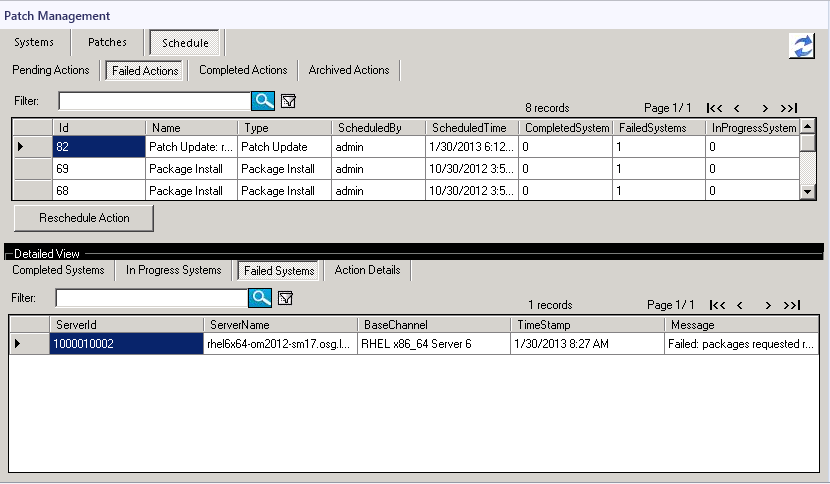 Patch Management
Systems Patches Schedule
Pending Actions Failed Actions Completed Actions Archived Actions
Filter: 8 records Page 1/ 1 |<< < > >>|
Id Name Type ScheduledBy ScheduledTime CompletedSystem FailedSystems InProgressSystem
82 Patch Update: r... Patch Update admin 1/30/2013 6:12... 0 1 0
69 Package Install Package Install admin 10/30/2012 3:5... 0 1 0
68 Package Install Package Install admin 10/30/2012 3:5... 0 1 0
Reschedule Action
Detailed View
Completed Systems In Progress Systems Failed Systems Action Details
Filter: 1 records Page 1/ 1 |<< < > >>|
ServerId ServerName BaseChannel TimeStamp Message
1000010002 rhel6x64-om2012-sm17.osg.l... RHEL x86_64 Server 6 1/30/2013 8:27 AM Failed: packages requested r...